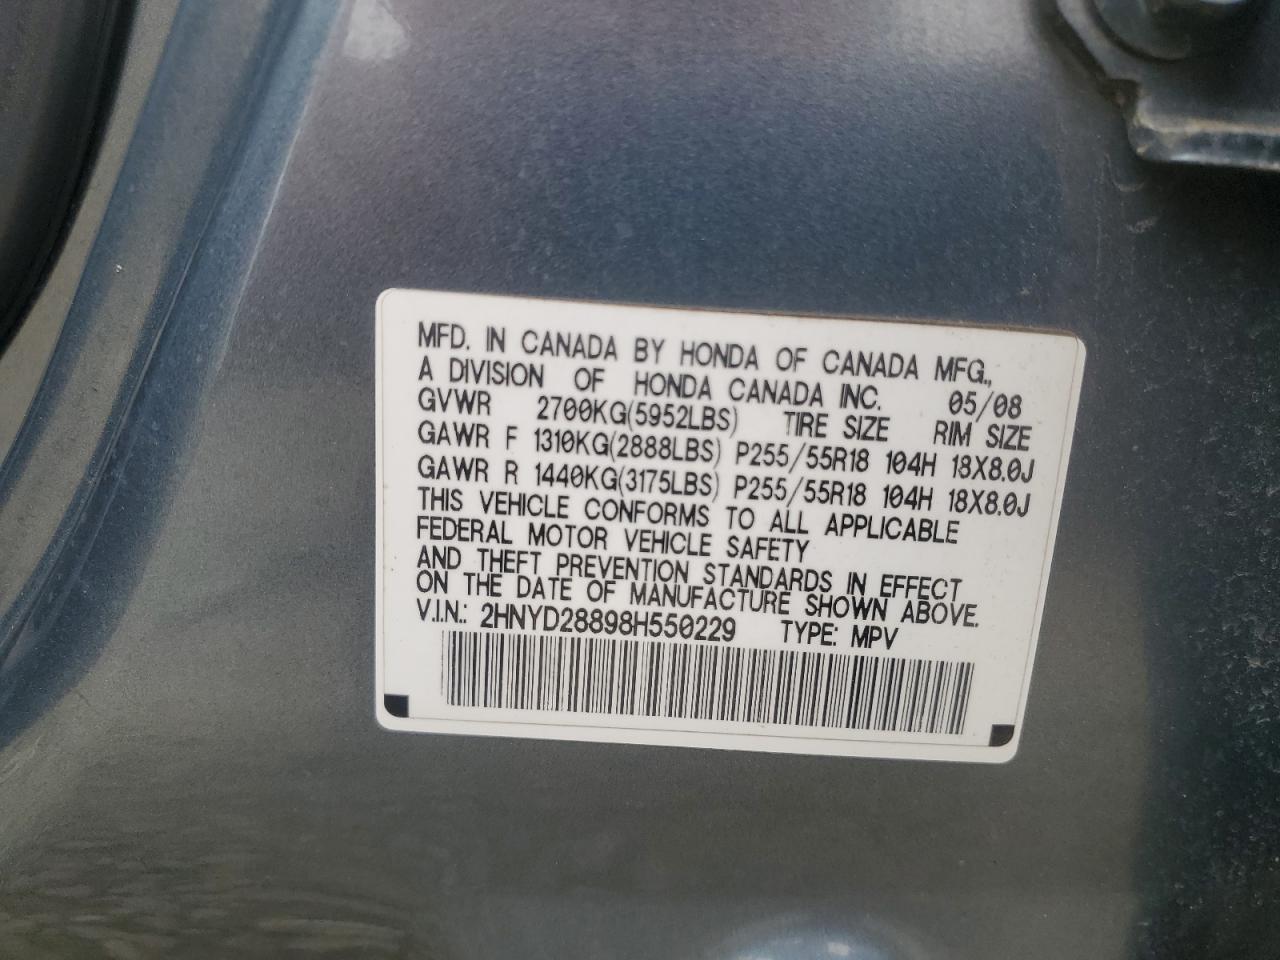 MFD. IN CANADA BY HONDA OF CANADA MFG.,
A DIVISION OF HONDA CANADA INC. 05/08
GVWR 2700KG(5952LBS) TIRE SIZE RIM SIZE
GAWR F 1310KG(2888LBS) P255/55R18 104H 18X8.0J
GAWR R 1440KG(3175LBS) P255/55R18 104H 18X8.0J
THIS VEHICLE CONFORMS TO ALL APPLICABLE
FEDERAL MOTOR VEHICLE SAFETY
AND THEFT PREVENTION STANDARDS IN EFFECT
ON THE DATE OF MANUFACTURE SHOWN ABOVE.
V.I.N.: 2HNYD28898H550229 TYPE: MPV